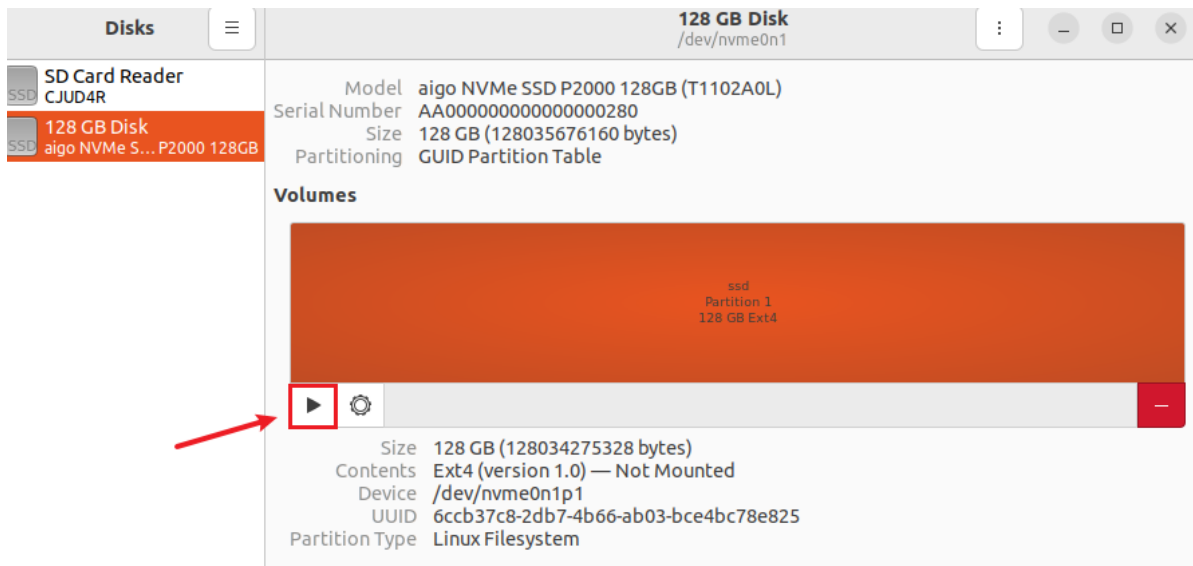 Disks
128 GB Disk
/dev/nvme0n1
SSD
SD Card Reader
CJUD4R
SSD
128 GB Disk
aigo NVMe S… P2000 128GB
Model aigo NVMe SSD P2000 128GB (T1102A0L)
Serial Number AA000000000000000280
Size 128 GB (128035676160 bytes)
Partitioning GUID Partition Table
Volumes
ssd
Partition 1
128 GB Ext4
Size 128 GB (128034275328 bytes)
Contents Ext4 (version 1.0) — Not Mounted
Device /dev/nvme0n1p1
UUID 6ccb37c8-2db7-4b66-ab03-bce4bc78e825
Partition Type Linux Filesystem